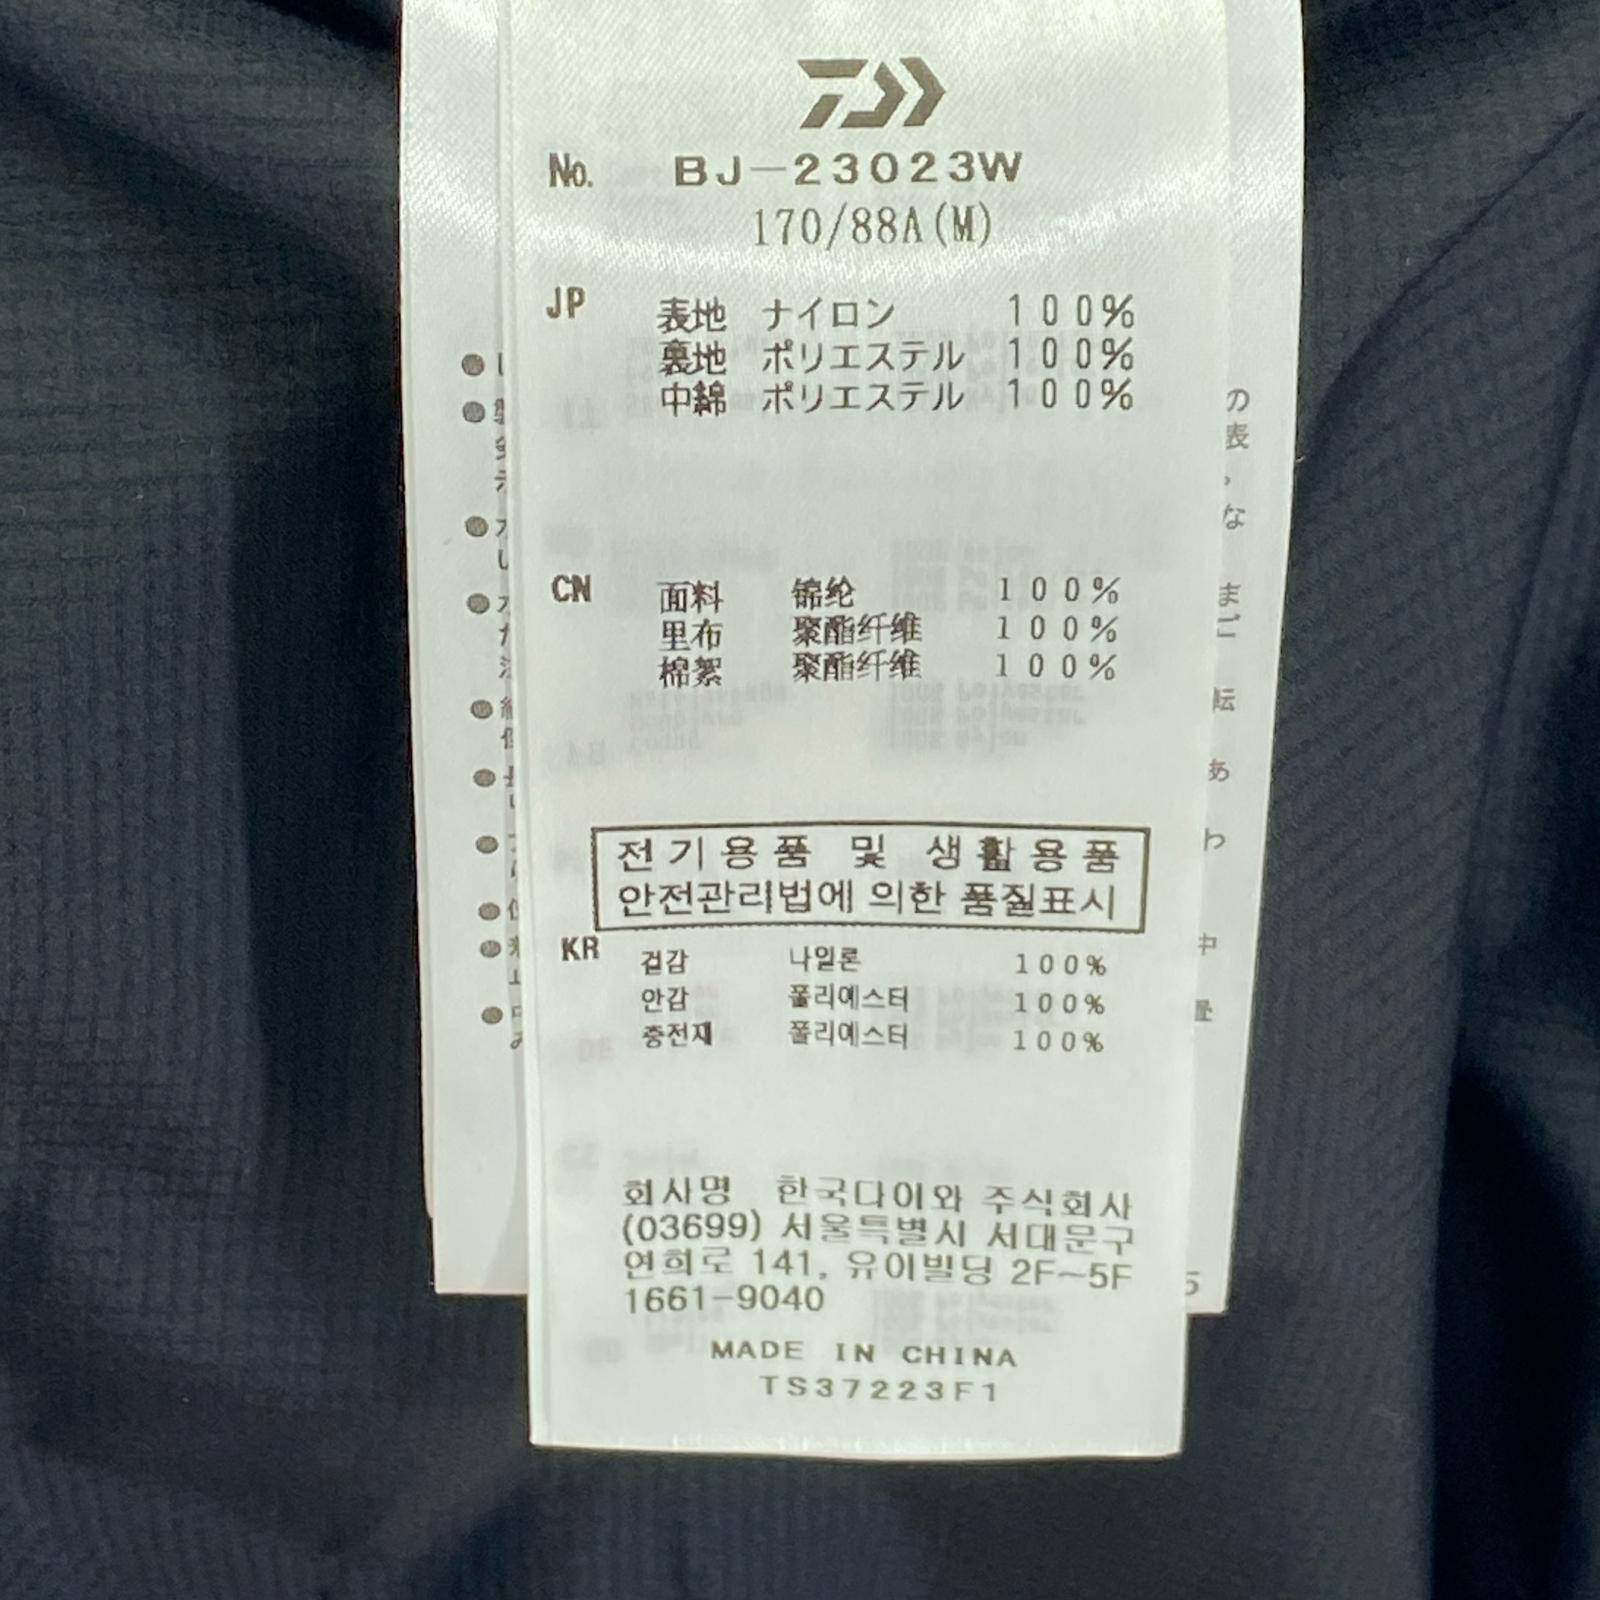 No. BJ-23023W
170/88A(M)
JP 表地 ナイロン 100%
裏地 ポリエステル 100%
中綿 ポリエステル 100%
CN 面料 锦纶 100%
里布 聚酯纤维 100%
棉絮 聚酯纤维 100%
전기용품 및 생활용품
안전관리법에 의한 품질표시
KR 겉감 나일론 100%
안감 폴리에스터 100%
충전재 폴리에스터 100%
회사명 한국다이와 주식회사
(03699) 서울특별시 서대문구
연희로 141, 유이빌딩 2F~5F
1661-9040
MADE IN CHINA
TS37223F1